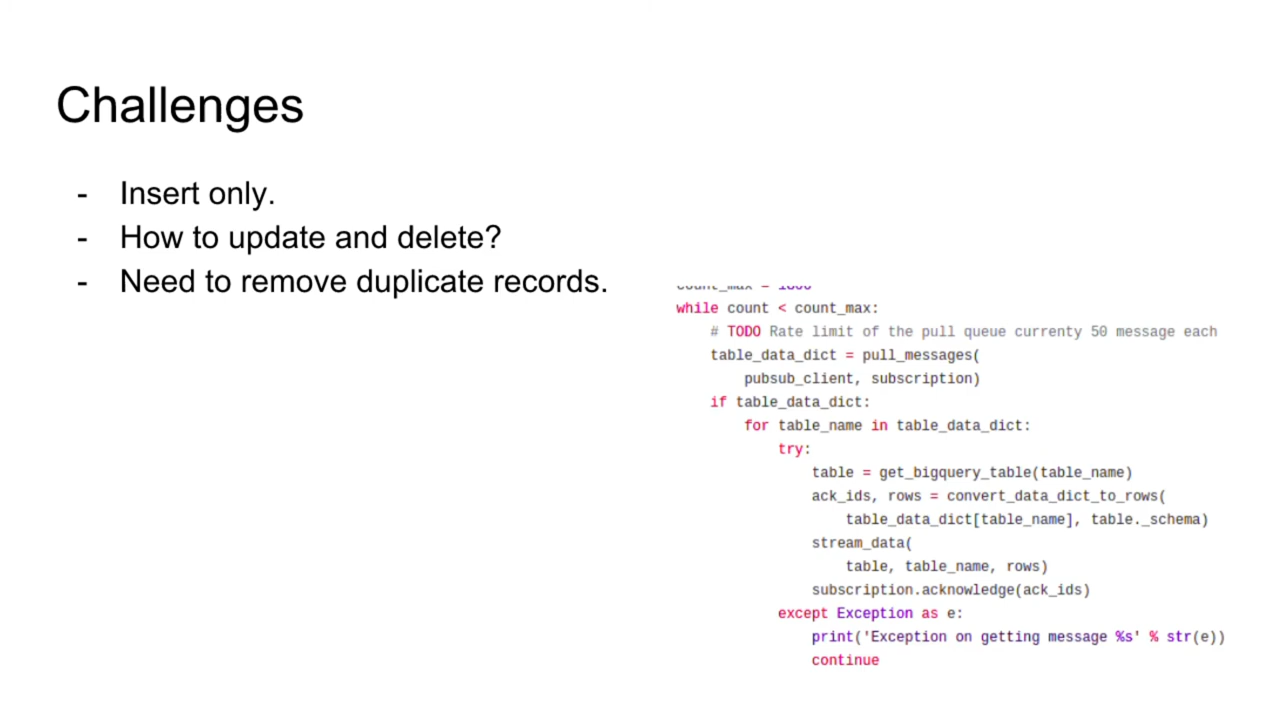 Challenges
- Insert only.
- How to update and delete?
- Need to remove duplicate records.
count_max = 1800
while count < count_max:
# TODO Rate limit of the pull queue currenty 50 message each
table_data_dict = pull_messages(
pubsub_client, subscription)
if table_data_dict:
for table_name in table_data_dict:
try:
table = get_bigquery_table(table_name)
ack_ids, rows = convert_data_dict_to_rows(
table_data_dict[table_name], table._schema)
stream_data(
table, table_name, rows)
subscription.acknowledge(ack_ids)
except Exception as e:
print('Exception on getting message %s' % str(e))
continue